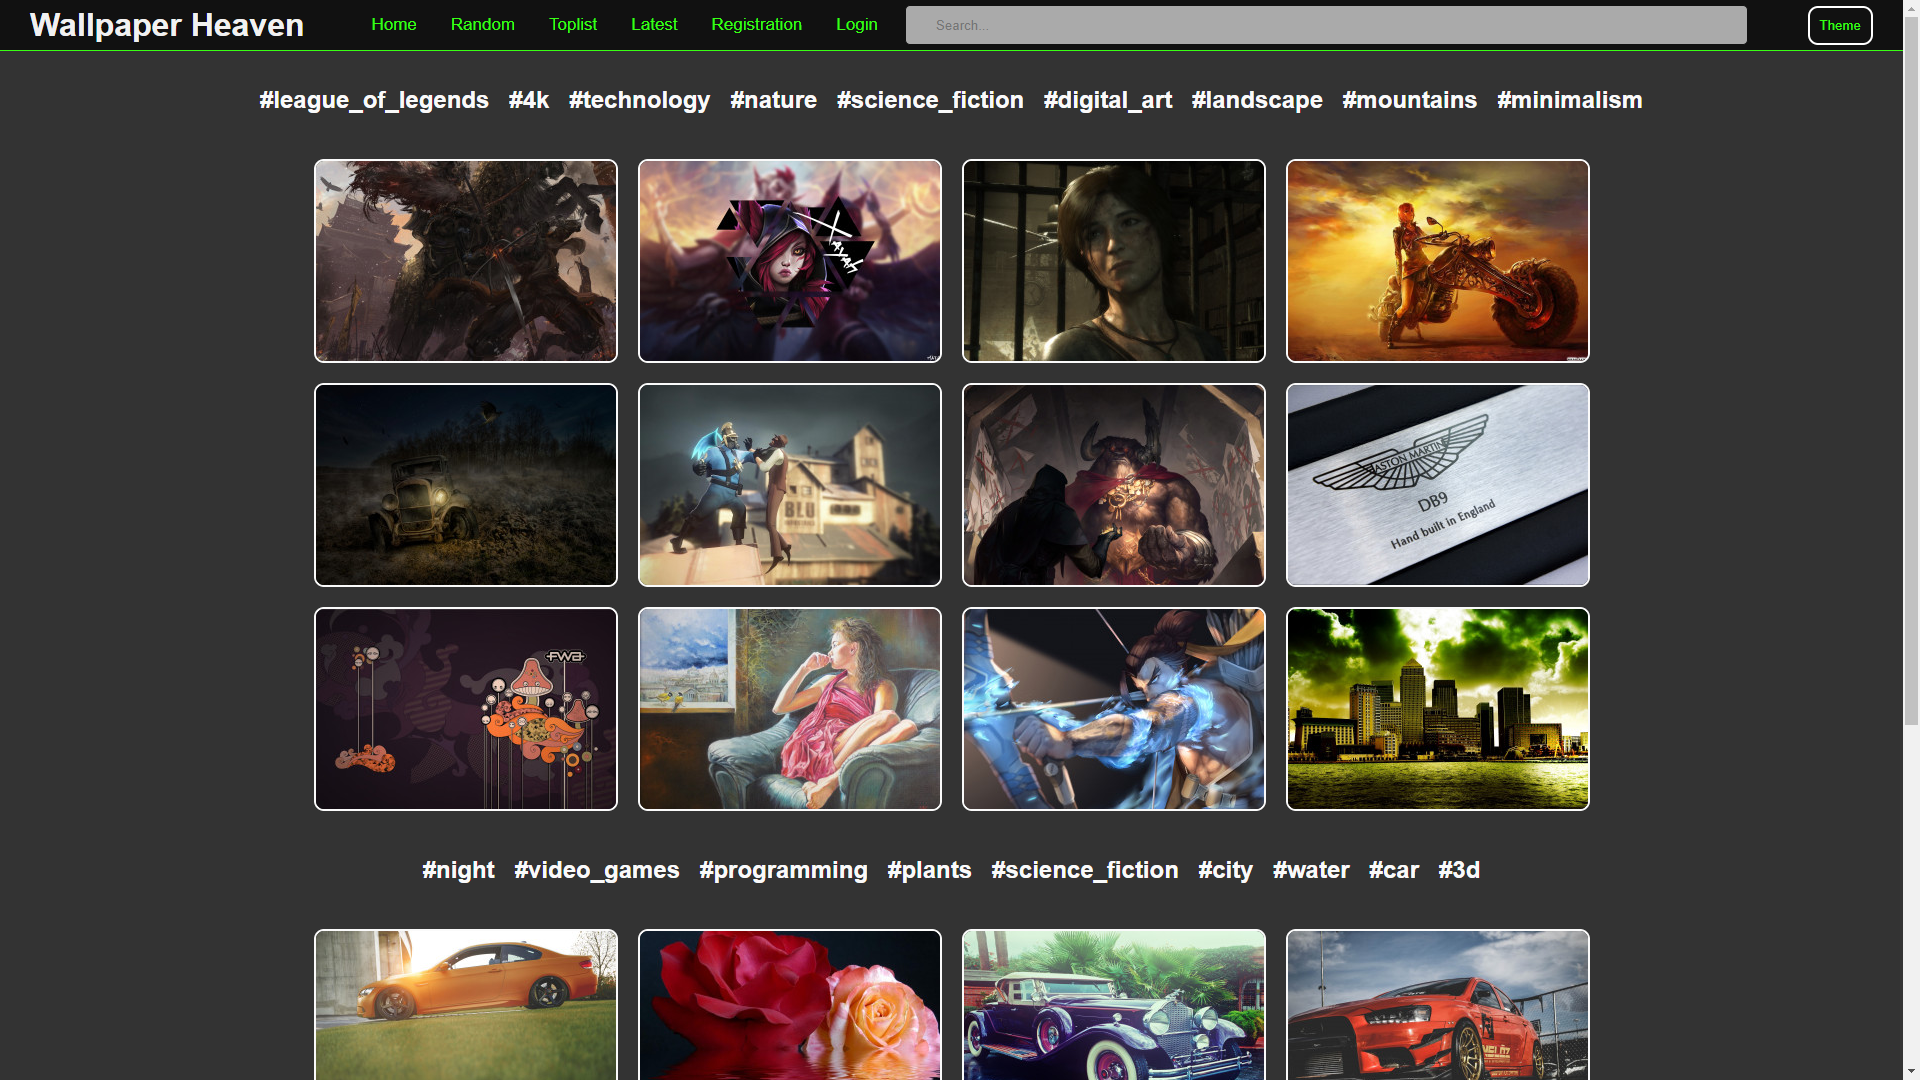 Wallpaper Heaven Home Random Toplist Latest Registration Login Search... Theme
#league_of_legends #4k #technology #nature #science_fiction #digital_art #landscape #mountains #minimalism
XAYAH
BLU
ASTON MARTIN
DB9
Hand built in England
FWA
#night #video_games #programming #plants #science_fiction #city #water #car #3d